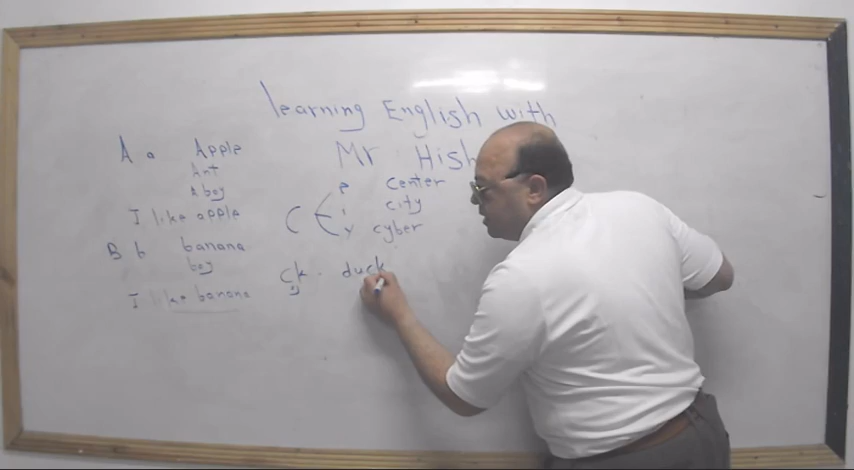 learning English with
Mr Hish
A a Apple
Ant
A boy
I like apple
B b banana
boy
I like banana
C e center
i city
y cyber
ck . duck